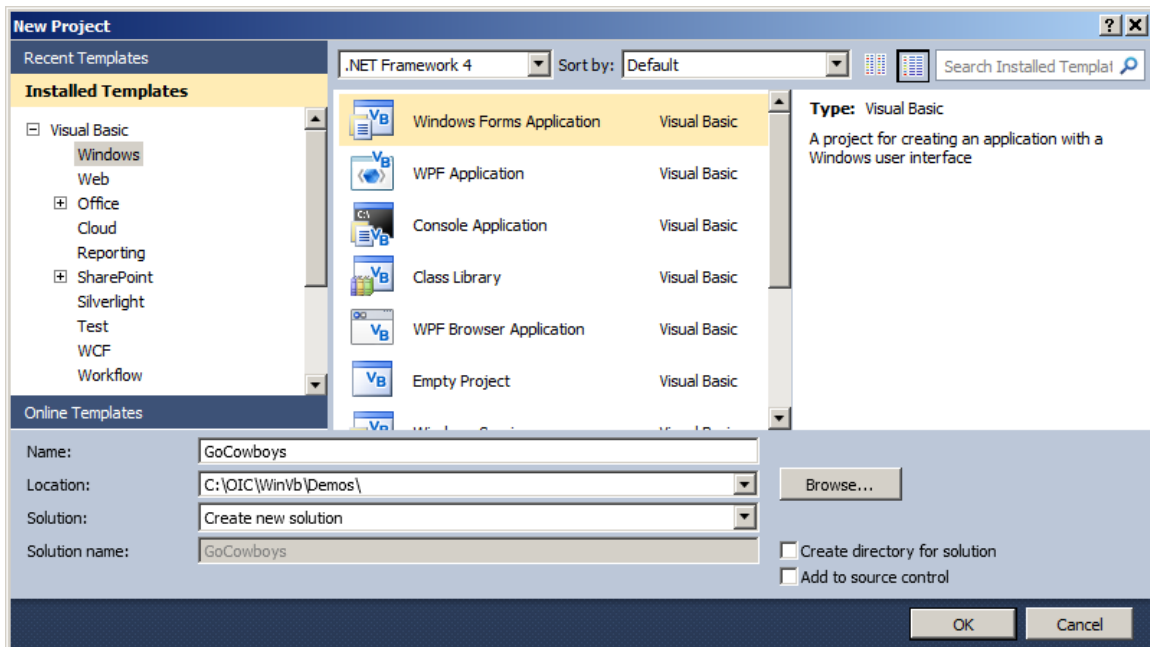 New Project
Recent Templates
.NET Framework 4 Sort by: Default Search Installed Templat
Installed Templates
Visual Basic
Windows
Web
Office
Cloud
Reporting
SharePoint
Silverlight
Test
WCF
Workflow
Online Templates
Windows Forms Application Visual Basic
WPF Application Visual Basic
Console Application Visual Basic
Class Library Visual Basic
WPF Browser Application Visual Basic
Empty Project Visual Basic
Type: Visual Basic
A project for creating an application with a
Windows user interface
Name: GoCowboys
Location: C:\OIC\WinVb\Demos\ Browse...
Solution: Create new solution
Solution name: GoCowboys
Create directory for solution
Add to source control
OK Cancel